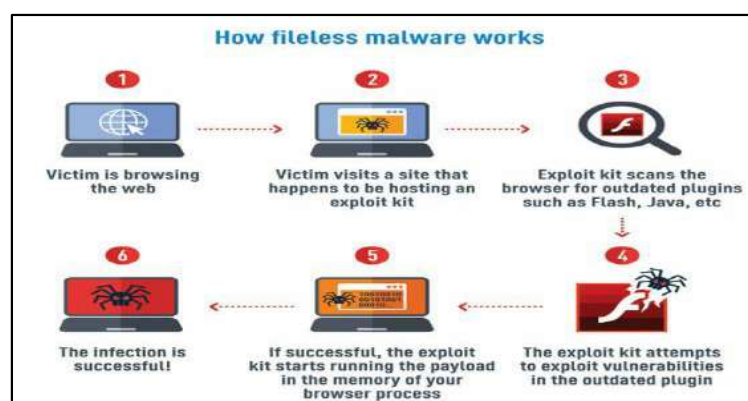 How fileless malware works
1
2
3
Victim is browsing
the web
Victim visits a site that
happens to be hosting an
exploit kit
Exploit kit scans the
browser for outdated plugins
such as Flash, Java, etc
4
The exploit kit attempts
to exploit vulnerabilities
in the outdated plugin
5
If successful, the exploit
kit starts running the payload
in the memory of your
browser process
6
The infection is
successful!